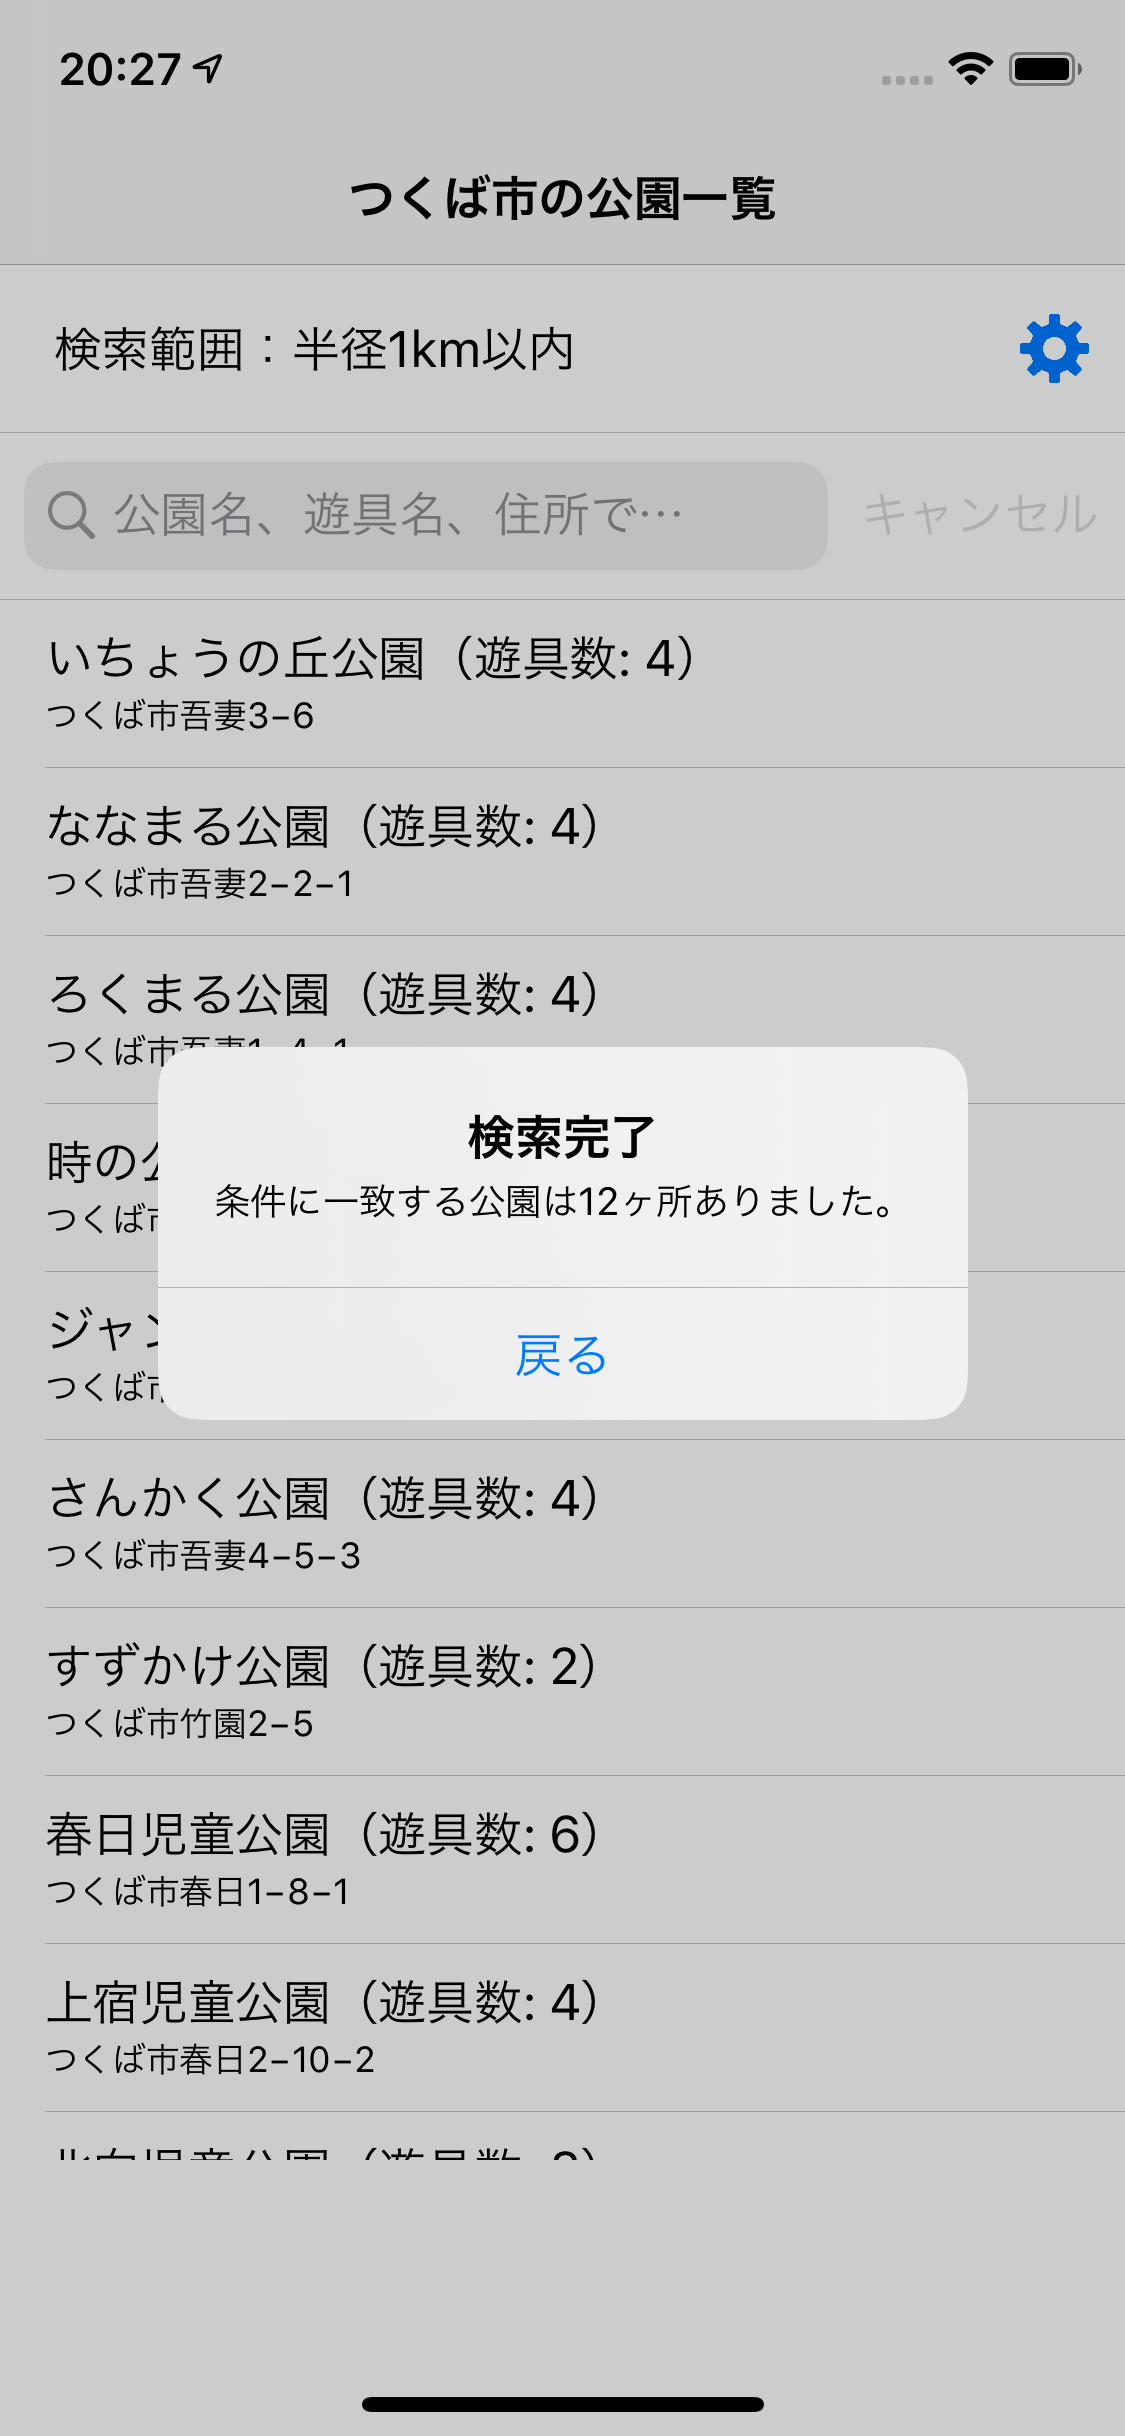 20:27
つくば市の公園一覧
検索範囲：半径1km以内
公園名、遊具名、住所で…
キャンセル
いちょうの丘公園（遊具数: 4）
つくば市吾妻3−6
ななまる公園（遊具数: 4）
つくば市吾妻2−2−1
ろくまる公園（遊具数: 4）
つくば市吾妻1−4−1
時の公
つくば市
ジャン
つくば市
検索完了
条件に一致する公園は12ヶ所ありました。
戻る
さんかく公園（遊具数: 4）
つくば市吾妻4−5−3
すずかけ公園（遊具数: 2）
つくば市竹園2−5
春日児童公園（遊具数: 6）
つくば市春日1−8−1
上宿児童公園（遊具数: 4）
つくば市春日2−10−2